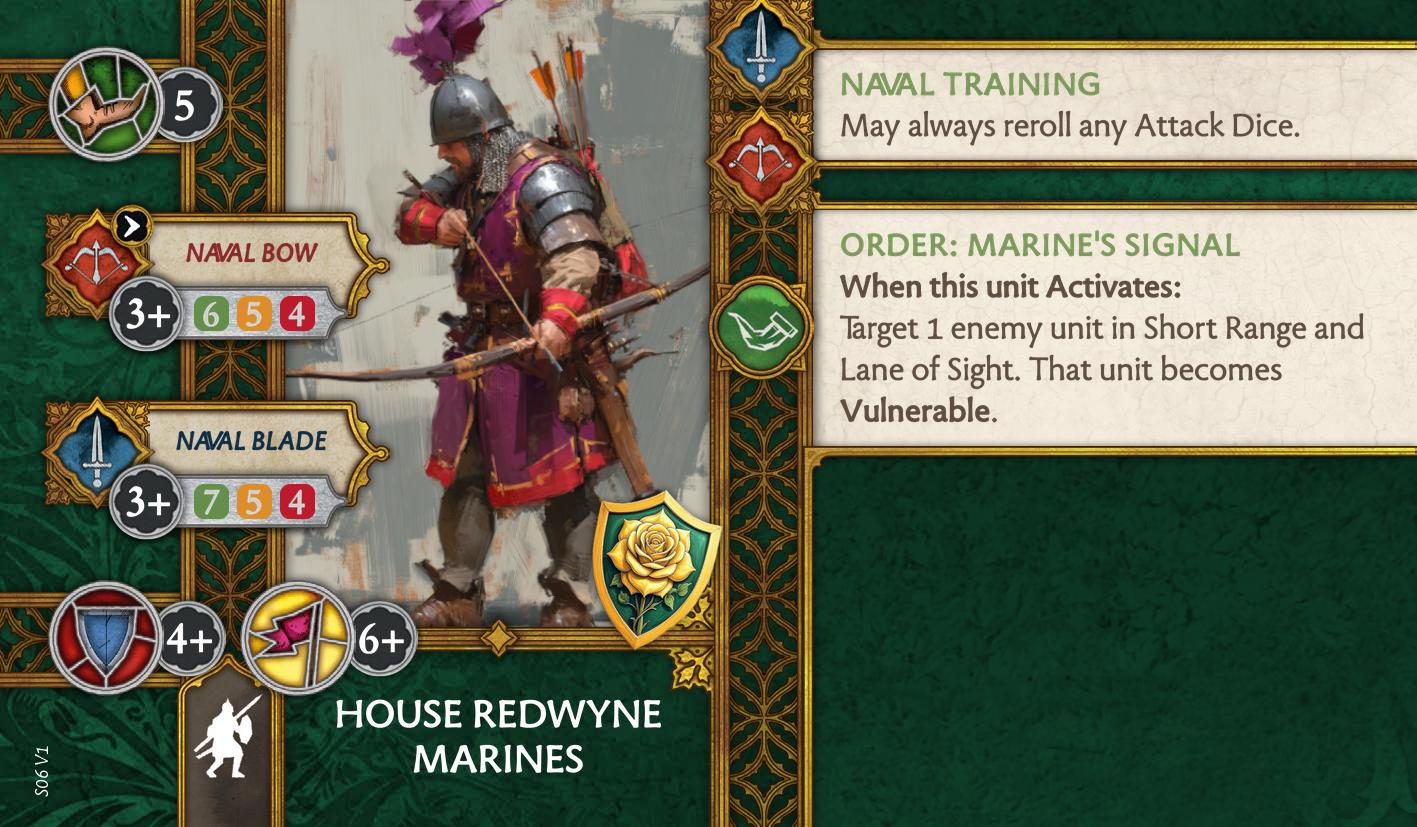 5
NAVAL BOW
3+ 6 5 4
NAVAL BLADE
3+ 7 5 4
4+ 6+
HOUSE REDWYNE
MARINES
S06 V1
NAVAL TRAINING
May always reroll any Attack Dice.
ORDER: MARINE'S SIGNAL
When this unit Activates:
Target 1 enemy unit in Short Range and
Lane of Sight. That unit becomes
Vulnerable.